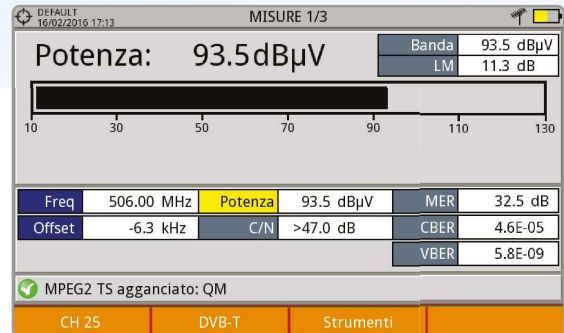 DEFAULT
16/02/2016 17:13
MISURE 1/3
Potenza: 93.5dBµV
Banda 93.5 dBµV
LM 11.3 dB
10 30 50 70 90 110 130
Freq 506.00 MHz Potenza 93.5 dBµV MER 32.5 dB
Offset -6.3 kHz C/N >47.0 dB CBER 4.6E-05
VBER 5.8E-09
MPEG2 TS agganciato: QM
CH 25 DVB-T Strumenti